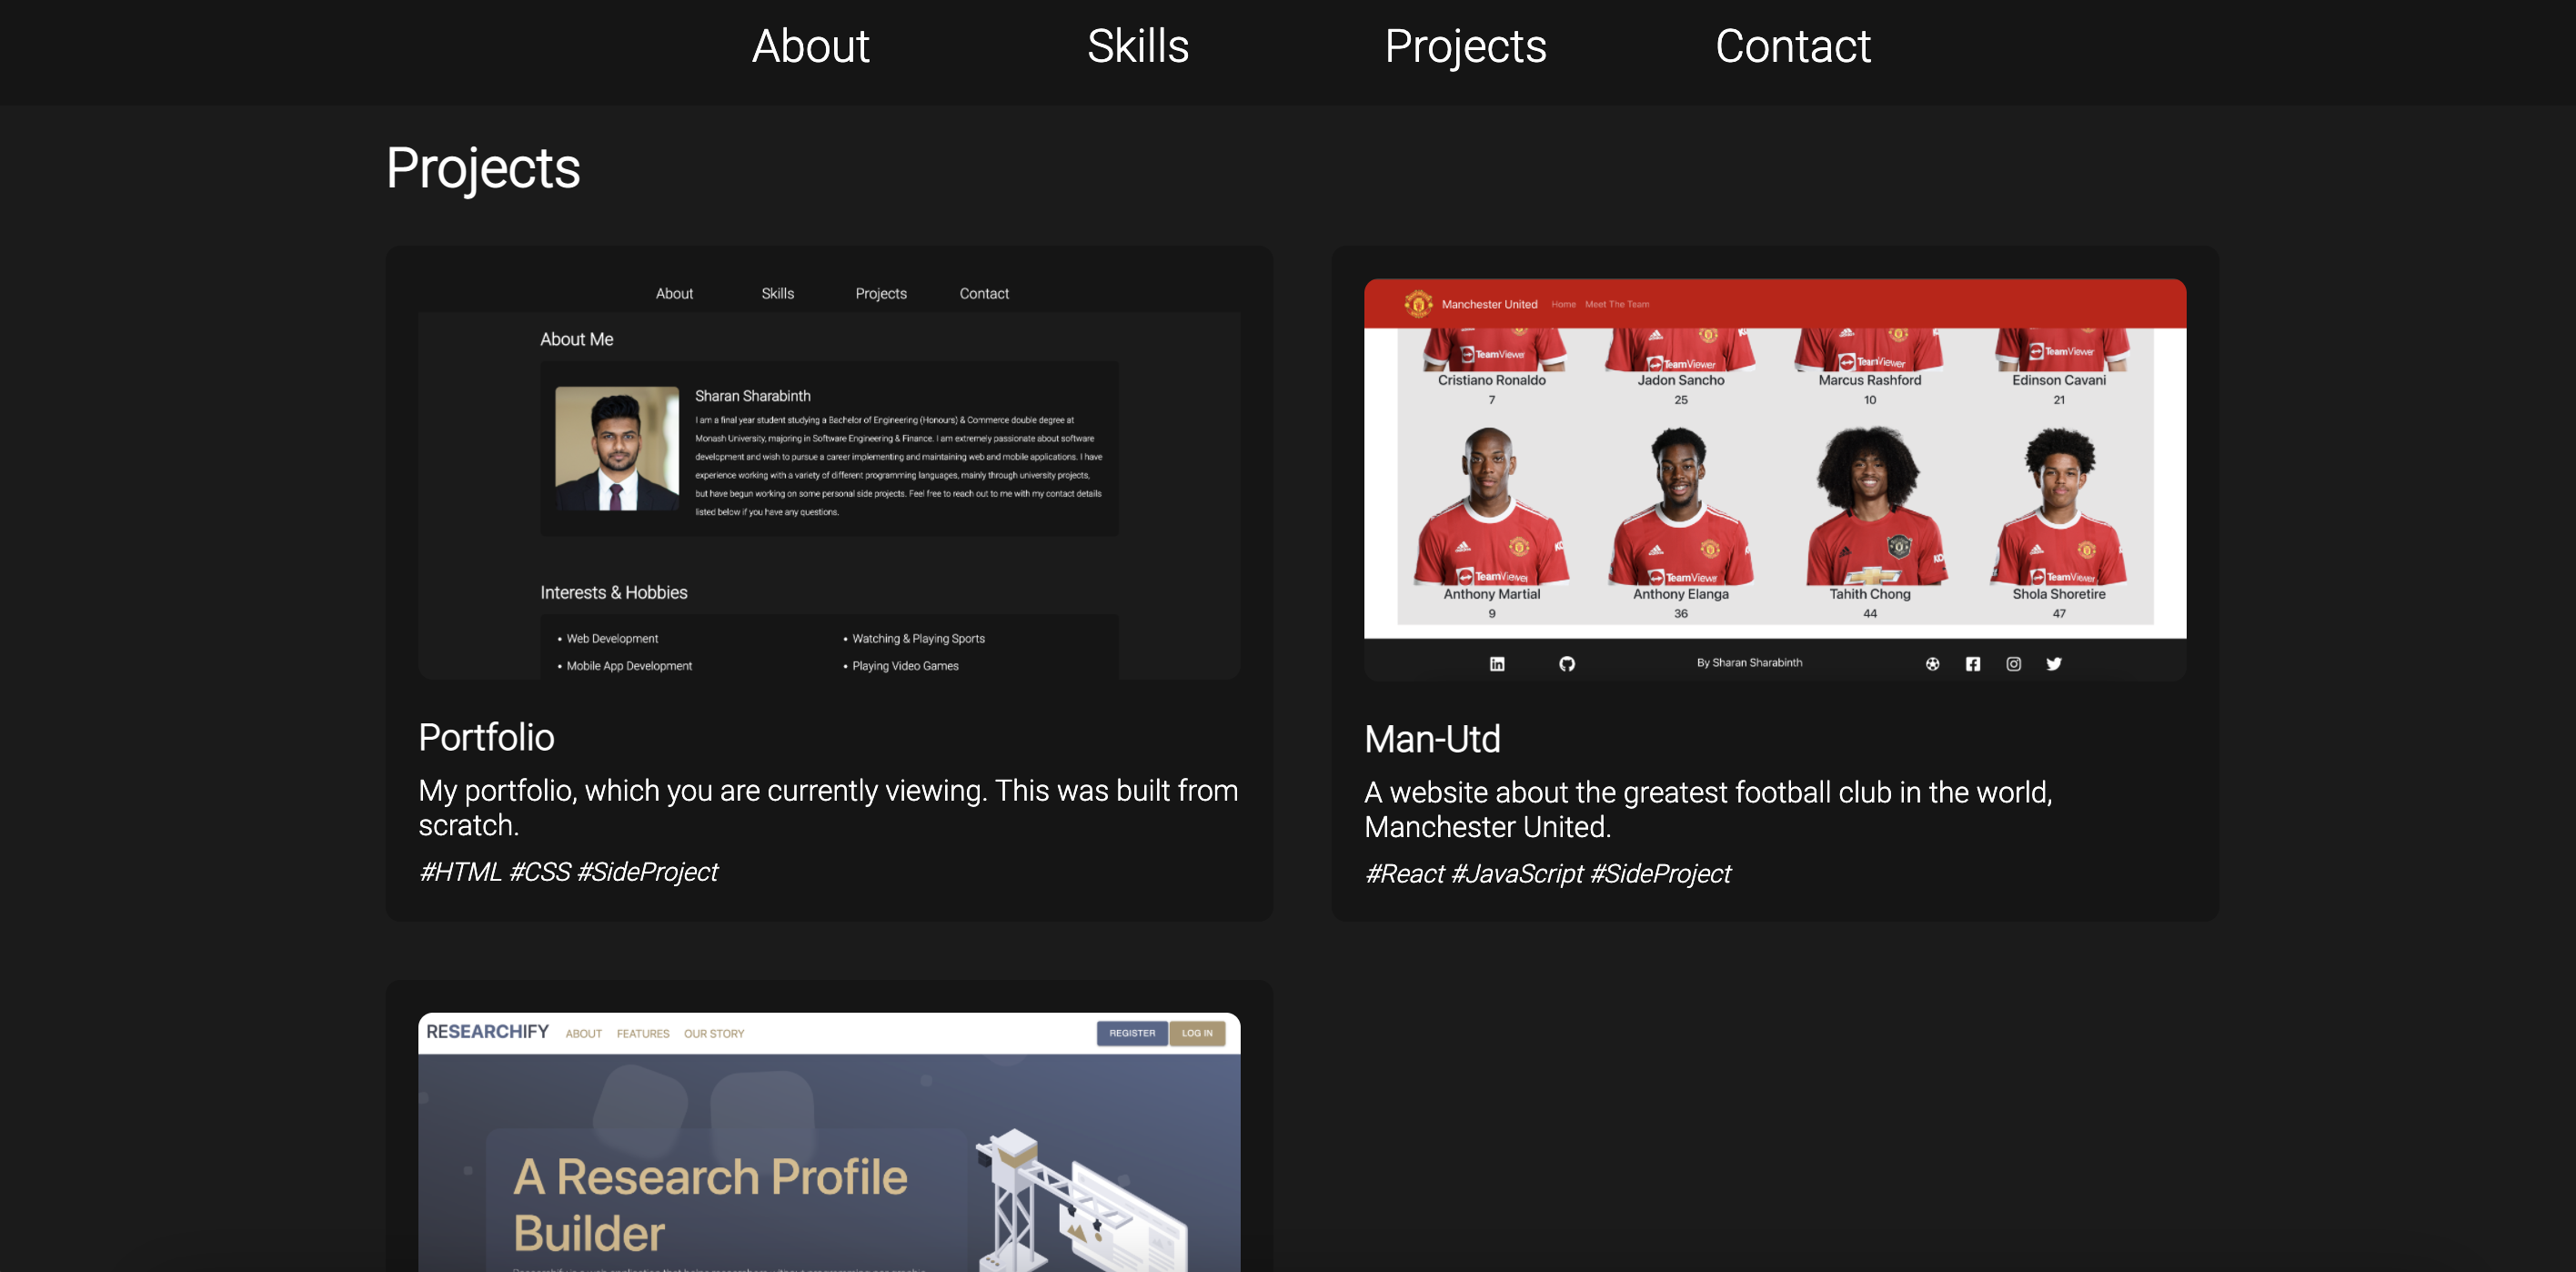 About Skills Projects Contact
Projects
About Skills Projects Contact
About Me
Sharan Sharabinth
I am a final year student studying a Bachelor of Engineering (Honours) & Commerce double degree at
Monash University, majoring in Software Engineering & Finance. I am extremely passionate about software
development and wish to pursue a career implementing and maintaining web and mobile applications. I have
experience working with a variety of different programming languages, mainly through university projects,
but have begun working on some personal side projects. Feel free to reach out to me with my contact details
listed below if you have any questions.
Interests & Hobbies
• Web Development • Watching & Playing Sports
• Mobile App Development • Playing Video Games
Portfolio
My portfolio, which you are currently viewing. This was built from
scratch.
#HTML #CSS #SideProject
Manchester United Home Meet The Team
TeamViewer TeamViewer TeamViewer TeamViewer
Cristiano Ronaldo Jadon Sancho Marcus Rashford Edinson Cavani
7 25 10 21
TeamViewer TeamViewer TeamViewer
Anthony Martial Anthony Elanga Tahith Chong Shola Shoretire
9 36 44 47
By Sharan Sharabinth
Man-Utd
A website about the greatest football club in the world,
Manchester United.
#React #JavaScript #SideProject
RESEARCHIFY ABOUT FEATURES OUR STORY REGISTER LOG IN
A Research Profile
Builder